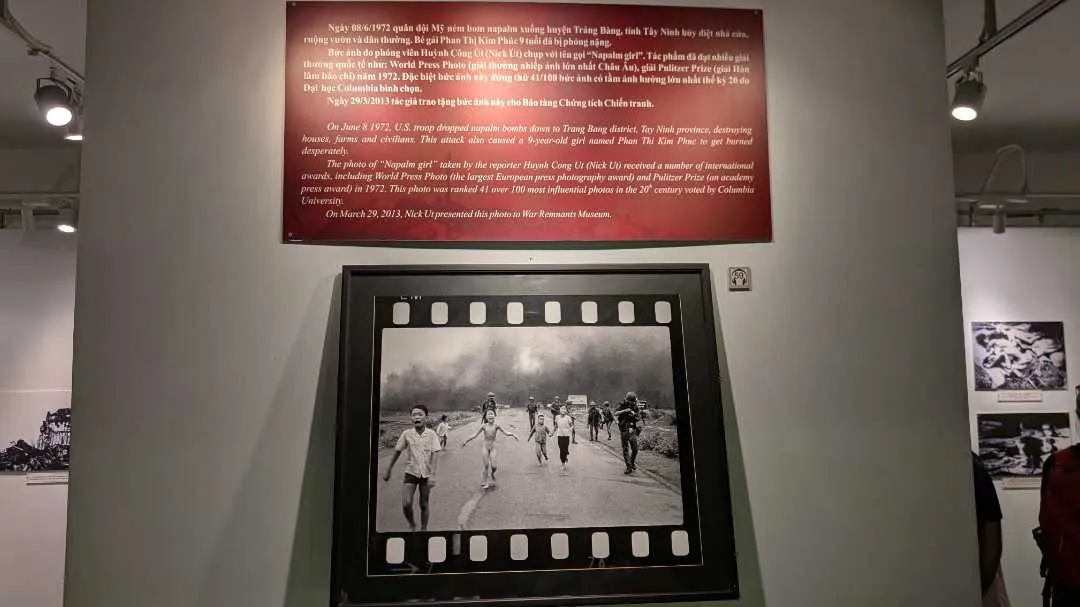 Ngày 08/6/1972 quân đội Mỹ ném bom napalm xuống huyện Trảng Bàng, tỉnh Tây Ninh hủy diệt nhà cửa,
ruộng vườn và dân thường. Bé gái Phan Thị Kim Phúc 9 tuổi đã bị phỏng nặng.
Bức ảnh do phóng viên Huỳnh Công Út (Nick Út) chụp với tên gọi “Napalm girl”. Tác phẩm đã đạt nhiều giải
thưởng quốc tế như: World Press Photo (giải thưởng nhiếp ảnh lớn nhất Châu Âu), giải Pulitzer Prize (giải Hàn
lâm báo chí) năm 1972. Đặc biệt bức ảnh này đứng thứ 41/100 bức ảnh có tầm ảnh hưởng lớn nhất thế kỷ 20 do
Đại học Columbia bình chọn.
Ngày 29/3/2013 tác giả trao tặng bức ảnh này cho Bảo tàng Chứng tích Chiến tranh.
On June 8 1972, U.S. troop dropped napalm bombs down to Trang Bang district, Tay Ninh province, destroying
houses, farms and civilians. This attack also caused a 9-year-old girl named Phan Thi Kim Phuc to get burned
desperately.
The photo of “Napalm girl” taken by the reporter Huynh Cong Ut (Nick Ut) received a number of international
awards, including World Press Photo (the largest European press photography award) and Pulitzer Prize (an academy
press award) in 1972. This photo was ranked 41 over 100 most influential photos in the 20th century voted by Columbia
University.
On March 29, 2013, Nick Ut presented this photo to War Remnants Museum.